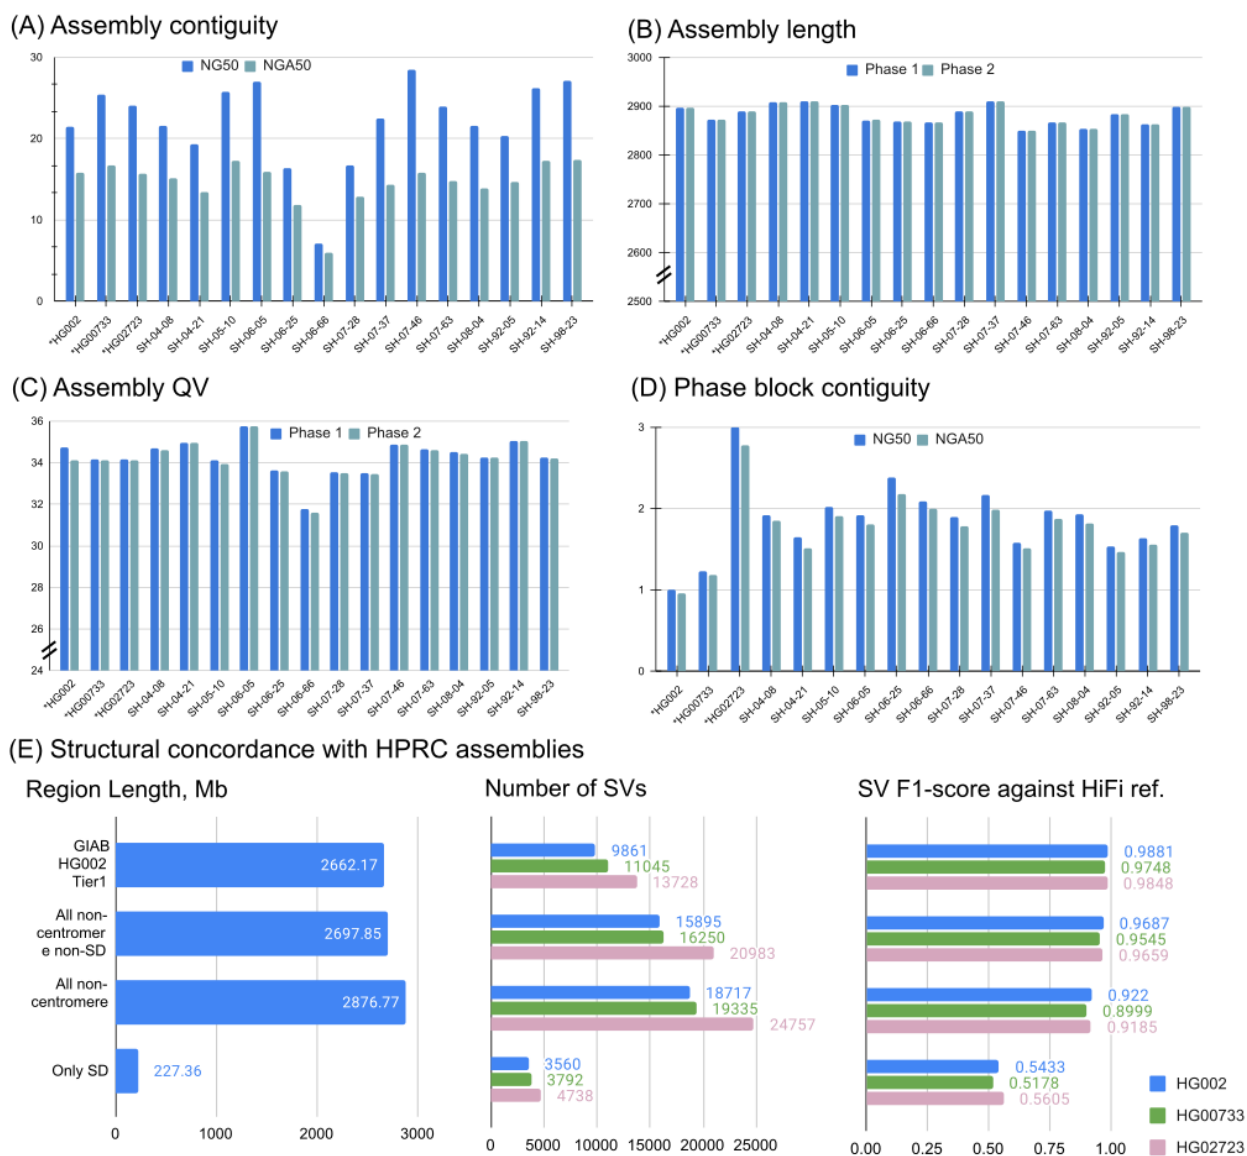 (A) Assembly contiguity
NG50 NGA50
30
20
10
0
*HG002 *HG00733 *HG02723 SH-04-08 SH-04-21 SH-05-10 SH-06-05 SH-06-25 SH-06-66 SH-07-28 SH-07-37 SH-07-46 SH-07-63 SH-08-04 SH-92-05 SH-92-14 SH-98-23
(B) Assembly length
Phase 1 Phase 2
3000
2900
2800
2700
2600
2500
*HG002 *HG00733 *HG02723 SH-04-08 SH-04-21 SH-05-10 SH-06-05 SH-06-25 SH-06-66 SH-07-28 SH-07-37 SH-07-46 SH-07-63 SH-08-04 SH-92-05 SH-92-14 SH-98-23
(C) Assembly QV
Phase 1 Phase 2
36
34
32
30
28
26
24
*HG002 *HG00733 *HG02723 SH-04-08 SH-04-21 SH-05-10 SH-06-05 SH-06-25 SH-06-66 SH-07-28 SH-07-37 SH-07-46 SH-07-63 SH-08-04 SH-92-05 SH-92-14 SH-98-23
(D) Phase block contiguity
NG50 NGA50
3
2
1
0
*HG002 *HG00733 *HG02723 SH-04-08 SH-04-21 SH-05-10 SH-06-05 SH-06-25 SH-06-66 SH-07-28 SH-07-37 SH-07-46 SH-07-63 SH-08-04 SH-92-05 SH-92-14 SH-98-23
(E) Structural concordance with HPRC assemblies
Region Length, Mb
GIAB
HG002
Tier1
2662.17
All non-
centromer
e non-SD
2697.85
All non-
centromere
2876.77
Only SD
227.36
0 1000 2000 3000
Number of SVs
9861
11045
13728
15895
16250
20983
18717
19335
24757
3560
3792
4738
0 5000 10000 15000 20000 25000
SV F1-score against HiFi ref.
0.9881
0.9748
0.9848
0.9687
0.9545
0.9659
0.922
0.8999
0.9185
0.5433
0.5178
0.5605
0.00 0.25 0.50 0.75 1.00
HG002
HG00733
HG02723